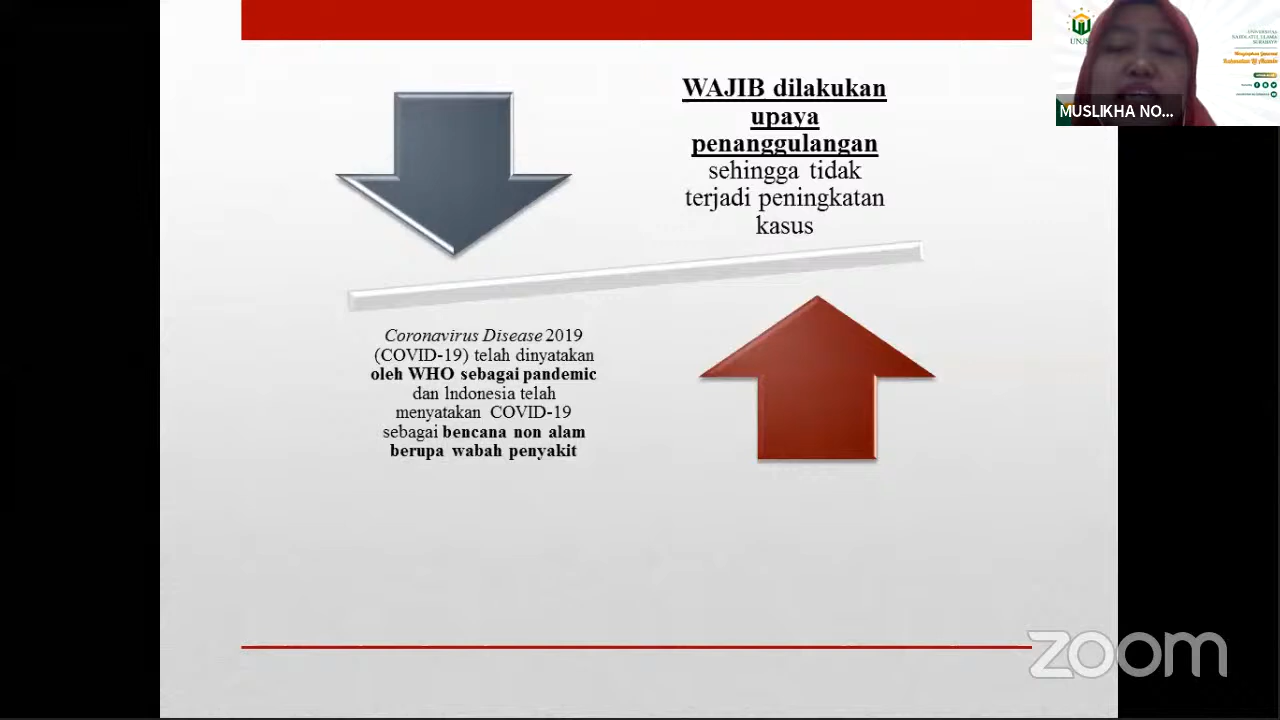 WAJIB dilakukan
upaya
penanggulangan
sehingga tidak
terjadi peningkatan
kasus
Coronavirus Disease 2019
(COVID-19) telah dinyatakan
oleh WHO sebagai pandemic
dan Indonesia telah
menyatakan COVID-19
sebagai bencana non alam
berupa wabah penyakit
MUSLIKHA NO...
zoom